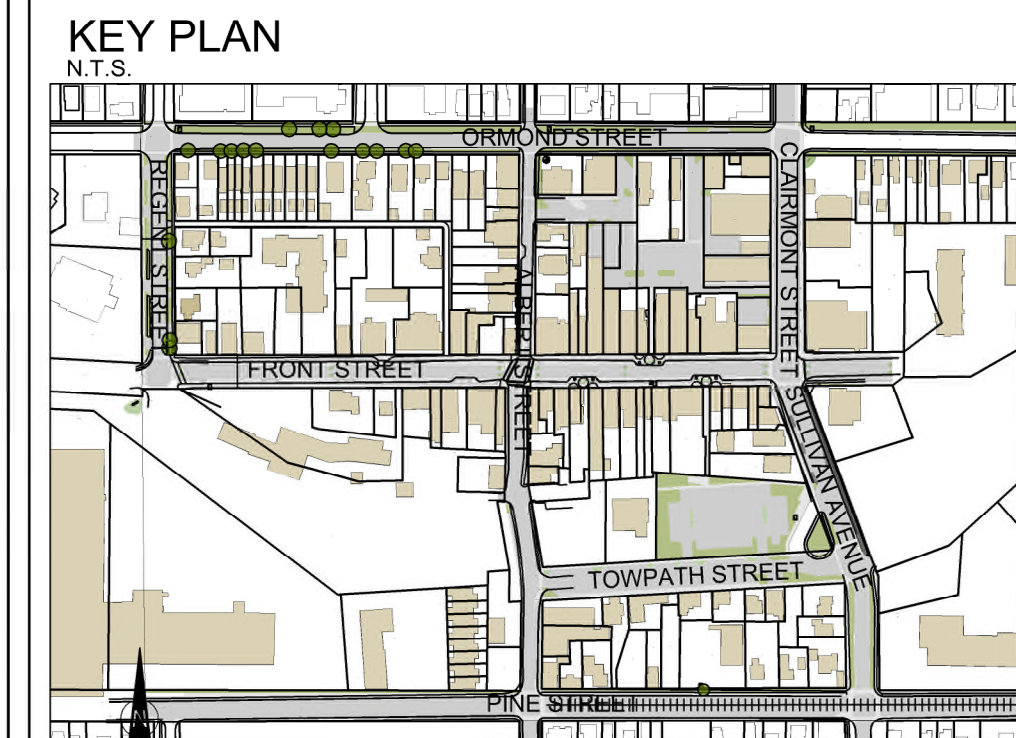 KEY PLAN
N.T.S.
ORMOND STREET
REGENT STREET
CLAIRMONT STREET
ALBERT STREET
FRONT STREET
SULLIVAN AVENUE
TOWPATH STREET
PINE STREET